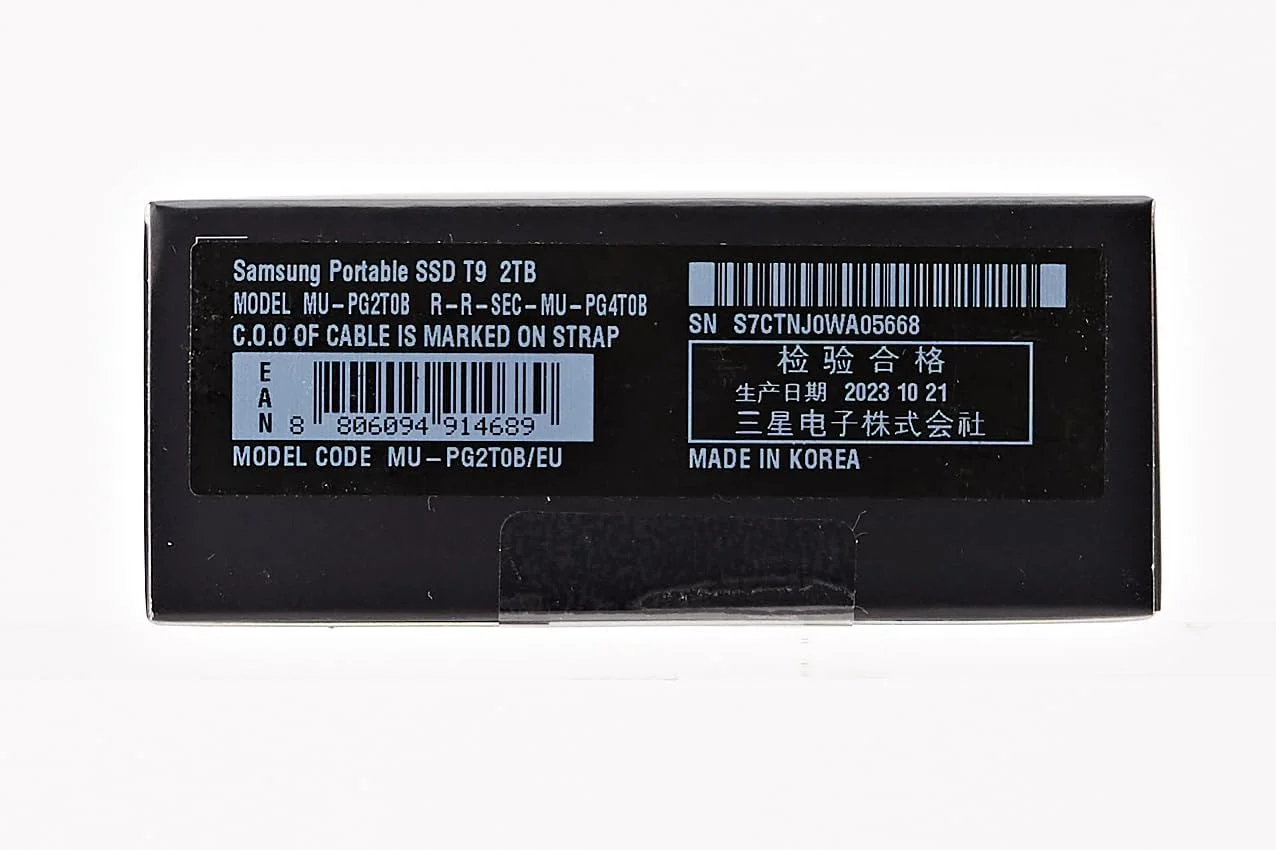 Samsung Portable SSD T9 2TB
MODEL MU-PG2T0B R-R-SEC-MU-PG4T0B
C.O.O OF CABLE IS MARKED ON STRAP
EAN
8 806094 914689
MODEL CODE MU-PG2T0B/EU
SN S7CTNJ0WA05668
检验合格
生产日期 2023 10 21
三星电子株式会社
MADE IN KOREA